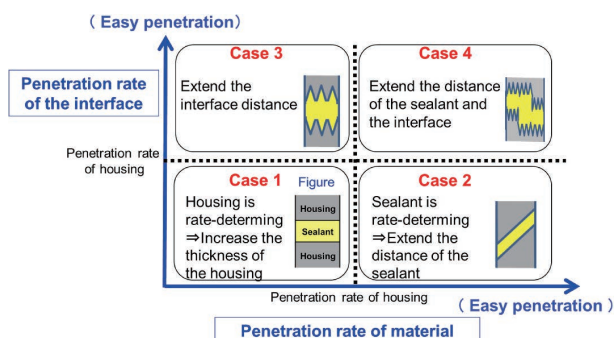 （ Easy penetration）
Penetration rate
of the interface
Penetration rate
of housing
Case 3
Extend the
interface distance
Case 4
Extend the distance
of the sealant and
the interface
Case 1
Figure
Housing is
rate-determing
⇒Increase the
thickness of
the housing
Housing
Sealant
Housing
Case 2
Sealant is
rate-determing
⇒Extend the
distance of the
sealant
Penetration rate of housing
（ Easy penetration）
Penetration rate of material